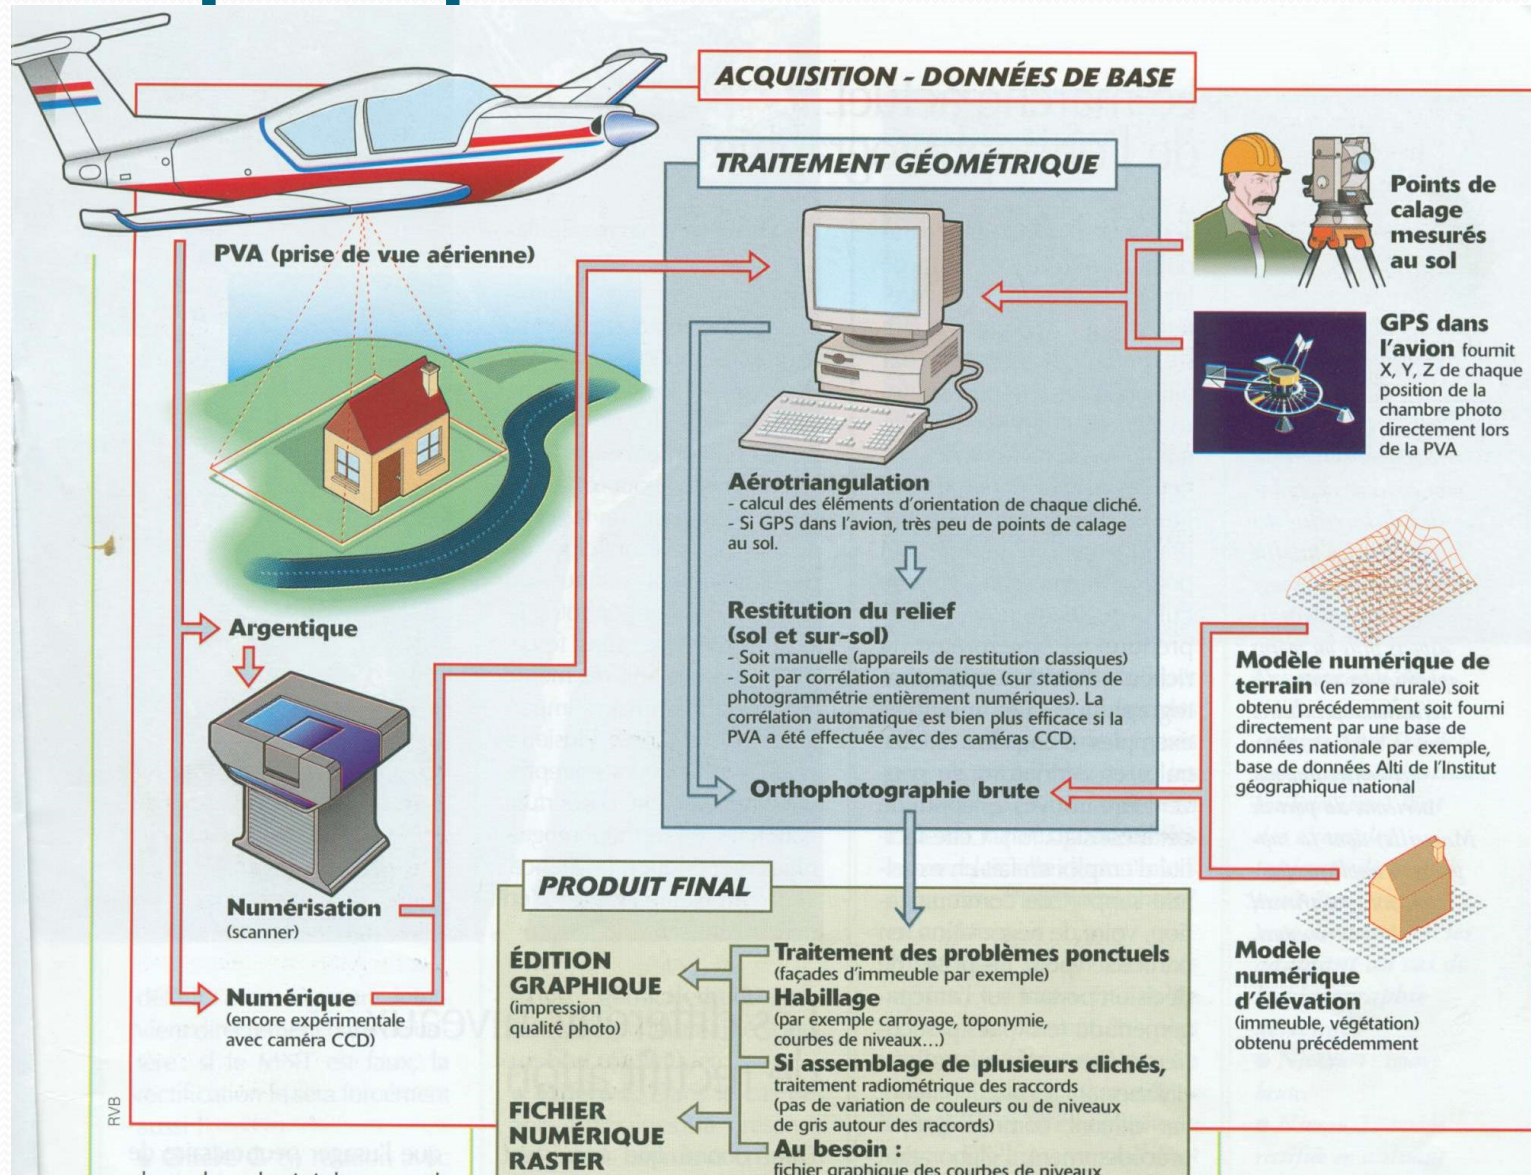 ACQUISITION - DONNÉES DE BASE
TRAITEMENT GÉOMÉTRIQUE
PVA (prise de vue aérienne)
Points de
calage
mesurés
au sol
GPS dans
l'avion fournit
X, Y, Z de chaque
position de la
chambre photo
directement lors
de la PVA
Aérotriangulation
- calcul des éléments d'orientation de chaque cliché.
- Si GPS dans l'avion, très peu de points de calage
au sol.
Restitution du relief
(sol et sur-sol)
- Soit manuelle (appareils de restitution classiques)
- Soit par corrélation automatique (sur stations de
photogrammétrie entièrement numériques). La
corrélation automatique est bien plus efficace si la
PVA a été effectuée avec des caméras CCD.
Orthophotographie brute
Argentique
Numérisation
(scanner)
Numérique
(encore expérimentale -
avec caméra CCD)
Modèle numérique de
terrain (en zone rurale) soit
obtenu précédemment soit fourni
directement par une base de
données nationale par exemple,
base de données Alti de l'Institut
géographique national
Modèle
numérique
d'élévation
(immeuble, végétation)
obtenu précédemment
PRODUIT FINAL
ÉDITION
GRAPHIQUE
(impression
qualité photo)
FICHIER
NUMÉRIQUE
RASTER
Traitement des problèmes ponctuels
(façades d'immeuble par exemple)
Habillage
(par exemple carroyage, toponymie,
courbes de niveaux...)
Si assemblage de plusieurs clichés,
traitement radiométrique des raccords
(pas de variation de couleurs ou de niveaux
de gris autour des raccords)
Au besoin :
fichier graphique des courbes de niveaux
RVB